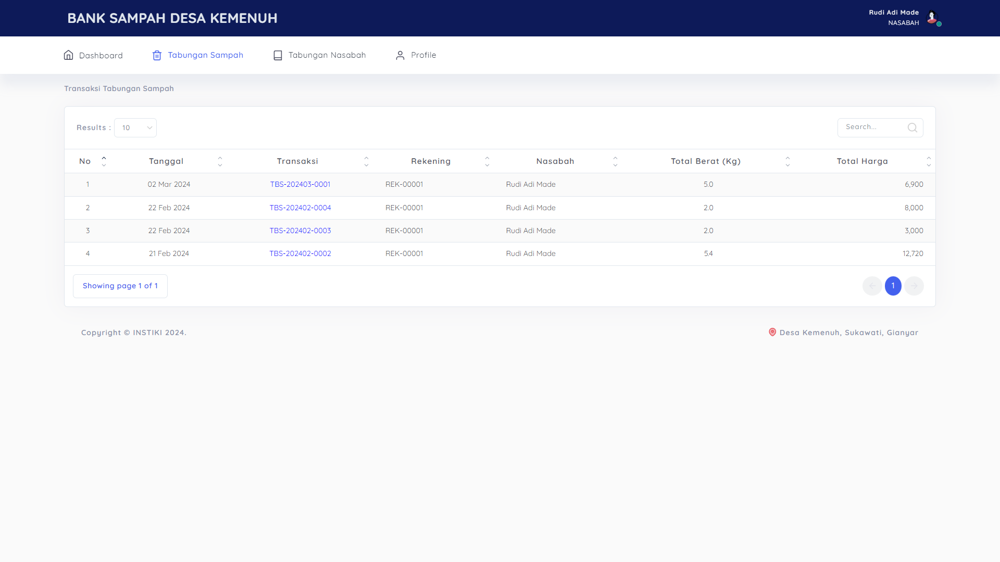 BANK SAMPAH DESA KEMENUH
Rudi Adi Made
NASABAH
Dashboard Tabungan Sampah Tabungan Nasabah Profile
Transaksi Tabungan Sampah
Results : 10 Search...
No Tanggal Transaksi Rekening Nasabah Total Berat (Kg) Total Harga
1 02 Mar 2024 TBS-202403-0001 REK-00001 Rudi Adi Made 5.0 6,900
2 22 Feb 2024 TBS-202402-0004 REK-00001 Rudi Adi Made 2.0 8,000
3 22 Feb 2024 TBS-202402-0003 REK-00001 Rudi Adi Made 2.0 3,000
4 21 Feb 2024 TBS-202402-0002 REK-00001 Rudi Adi Made 5.4 12,720
Showing page 1 of 1 1
Copyright © INSTIKI 2024. Desa Kemenuh, Sukawati, Gianyar